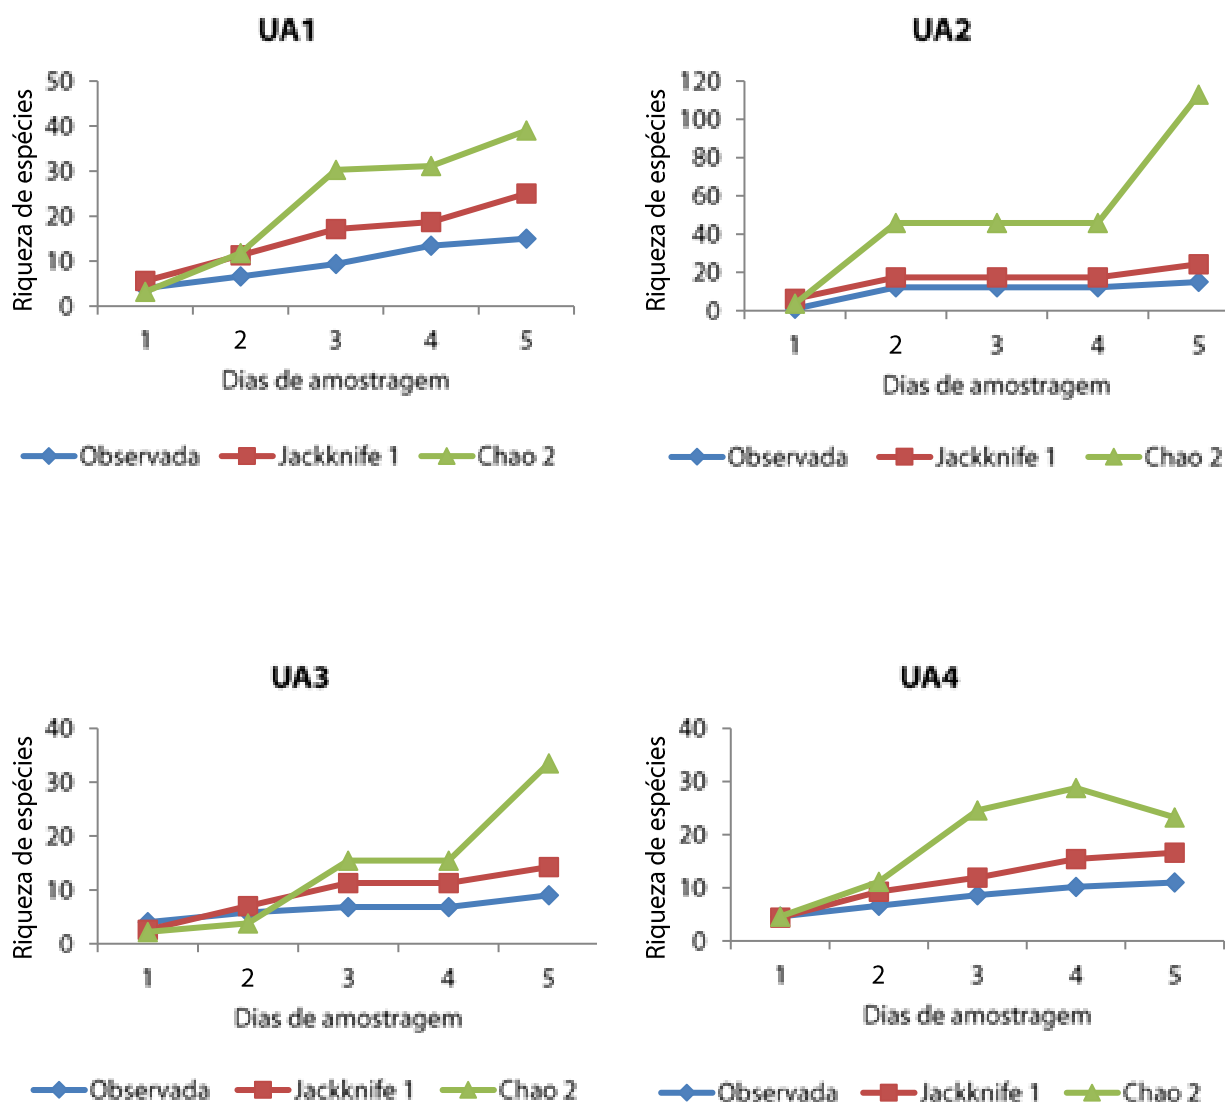 UA1
Riqueza de espécies
50
40
30
20
10
0
1 2 3 4 5
Dias de amostragem
Observada Jackknife 1 Chao 2
UA2
Riqueza de espécies
120
100
80
60
40
20
0
1 2 3 4 5
Dias de amostragem
Observada Jackknife 1 Chao 2
UA3
Riqueza de espécies
40
30
20
10
0
1 2 3 4 5
Dias de amostragem
Observada Jackknife 1 Chao 2
UA4
Riqueza de espécies
40
30
20
10
0
1 2 3 4 5
Dias de amostragem
Observada Jackknife 1 Chao 2